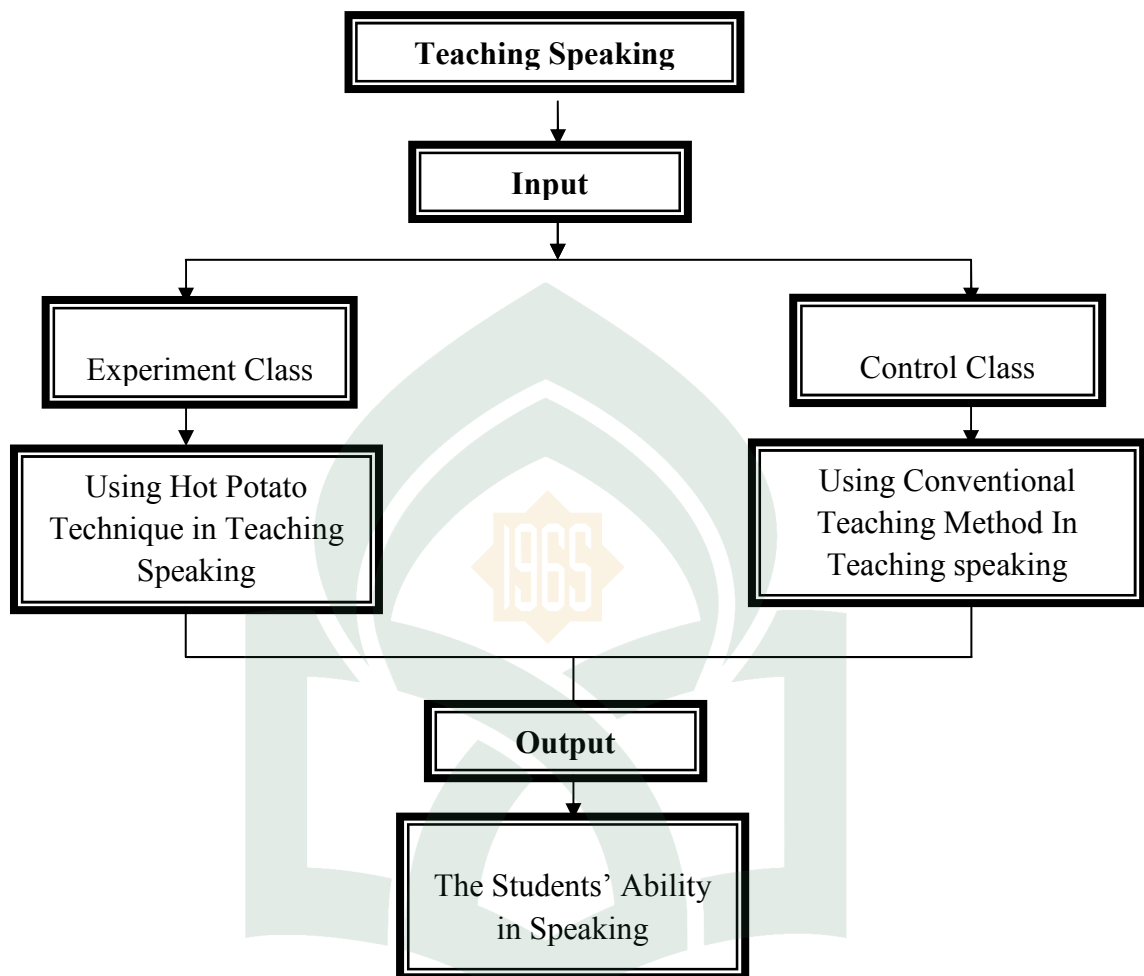 Teaching Speaking
Input
Experiment Class
Control Class
Using Hot Potato
Technique in Teaching
Speaking
Using Conventional
Teaching Method In
Teaching speaking
1965
Output
The Students’ Ability
in Speaking